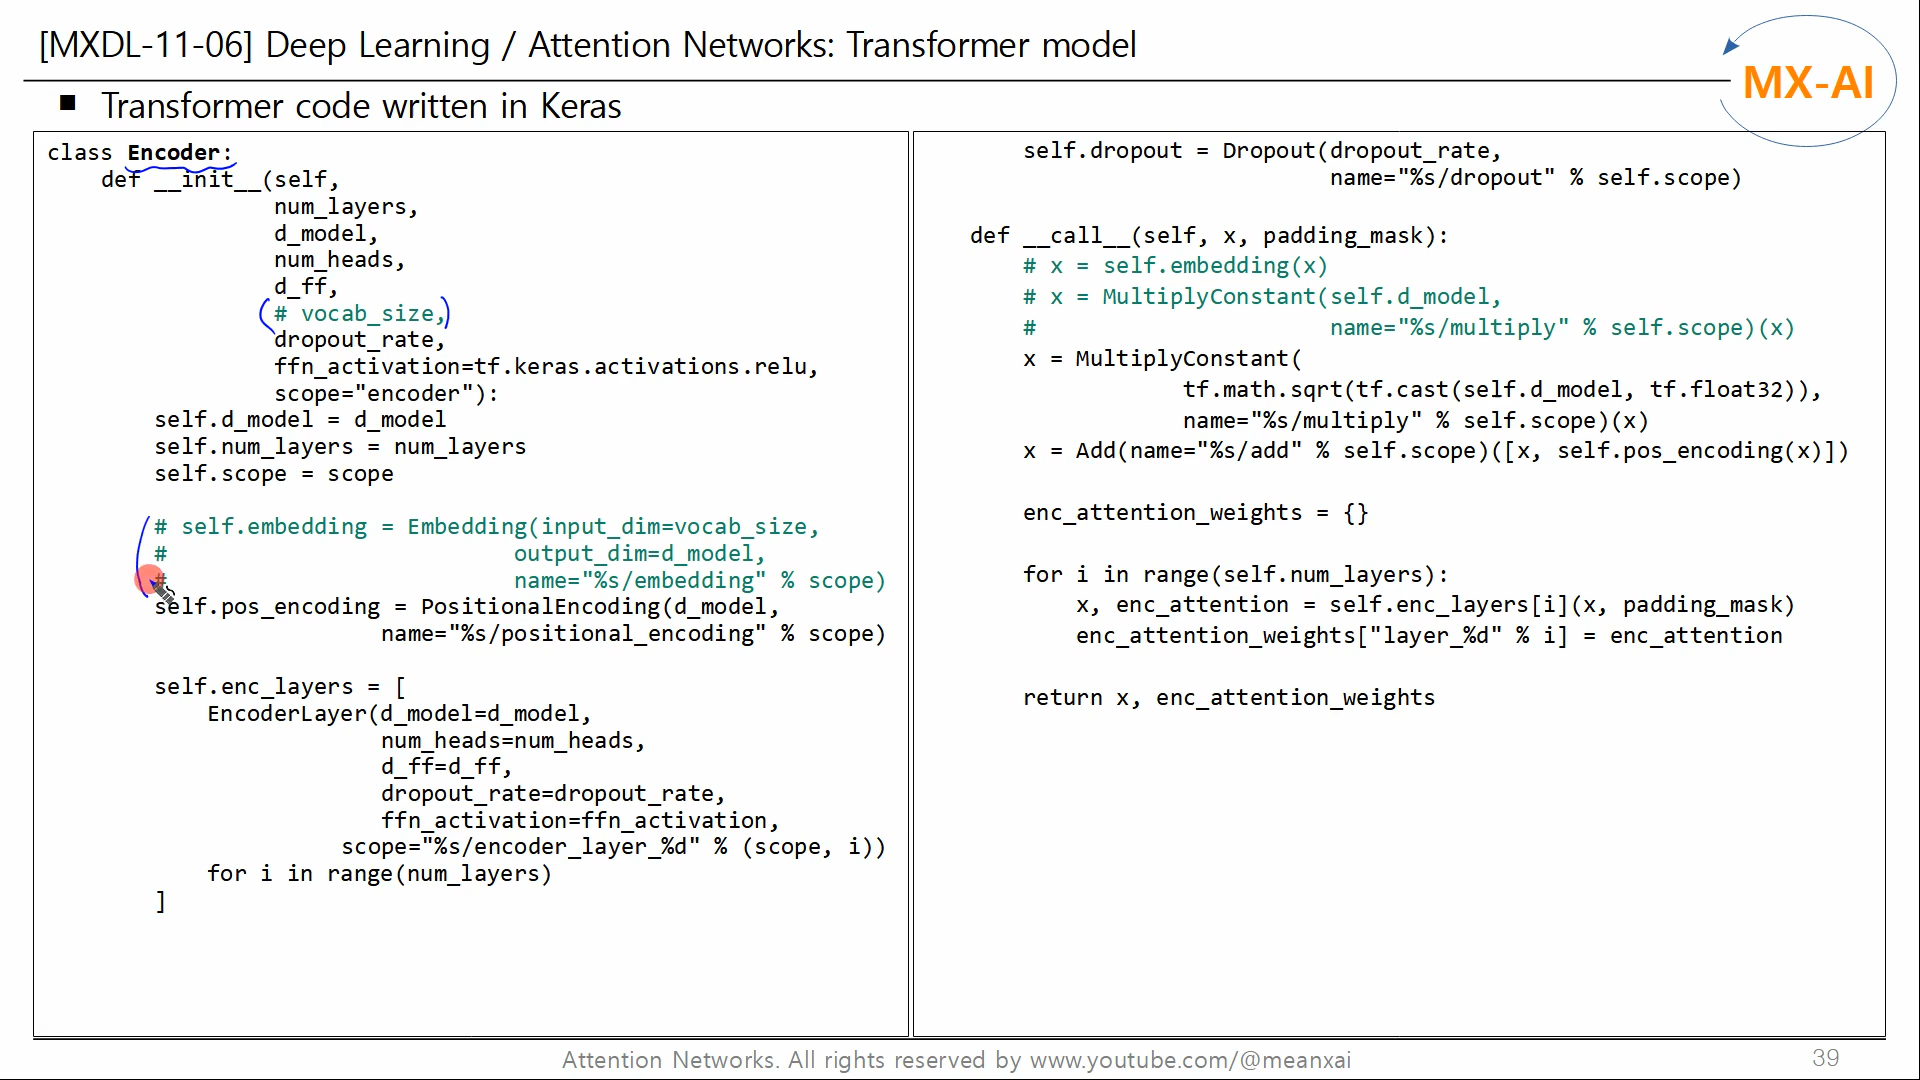 [MXDL-11-06] Deep Learning / Attention Networks: Transformer model
MX-AI
■ Transformer code written in Keras
class Encoder:
    def __init__(self,
                 num_layers,
                 d_model,
                 num_heads,
                 d_ff,
                 # vocab_size,
                 dropout_rate,
                 ffn_activation=tf.keras.activations.relu,
                 scope="encoder"):
        self.d_model = d_model
        self.num_layers = num_layers
        self.scope = scope

        # self.embedding = Embedding(input_dim=vocab_size,
        #                          output_dim=d_model,
        #                          name="%s/embedding" % scope)
        self.pos_encoding = PositionalEncoding(d_model,
                         name="%s/positional_encoding" % scope)

        self.enc_layers = [
            EncoderLayer(d_model=d_model,
                         num_heads=num_heads,
                         d_ff=d_ff,
                         dropout_rate=dropout_rate,
                         ffn_activation=ffn_activation,
                      scope="%s/encoder_layer_%d" % (scope, i))
            for i in range(num_layers)
        ]
        self.dropout = Dropout(dropout_rate,
                               name="%s/dropout" % self.scope)

    def __call__(self, x, padding_mask):
        # x = self.embedding(x)
        # x = MultiplyConstant(self.d_model,
        #                      name="%s/multiply" % self.scope)(x)
        x = MultiplyConstant(
                    tf.math.sqrt(tf.cast(self.d_model, tf.float32)),
                    name="%s/multiply" % self.scope)(x)
        x = Add(name="%s/add" % self.scope)([x, self.pos_encoding(x)])

        enc_attention_weights = {}

        for i in range(self.num_layers):
            x, enc_attention = self.enc_layers[i](x, padding_mask)
            enc_attention_weights["layer_%d" % i] = enc_attention

        return x, enc_attention_weights
Attention Networks. All rights reserved by www.youtube.com/@meanxai
39